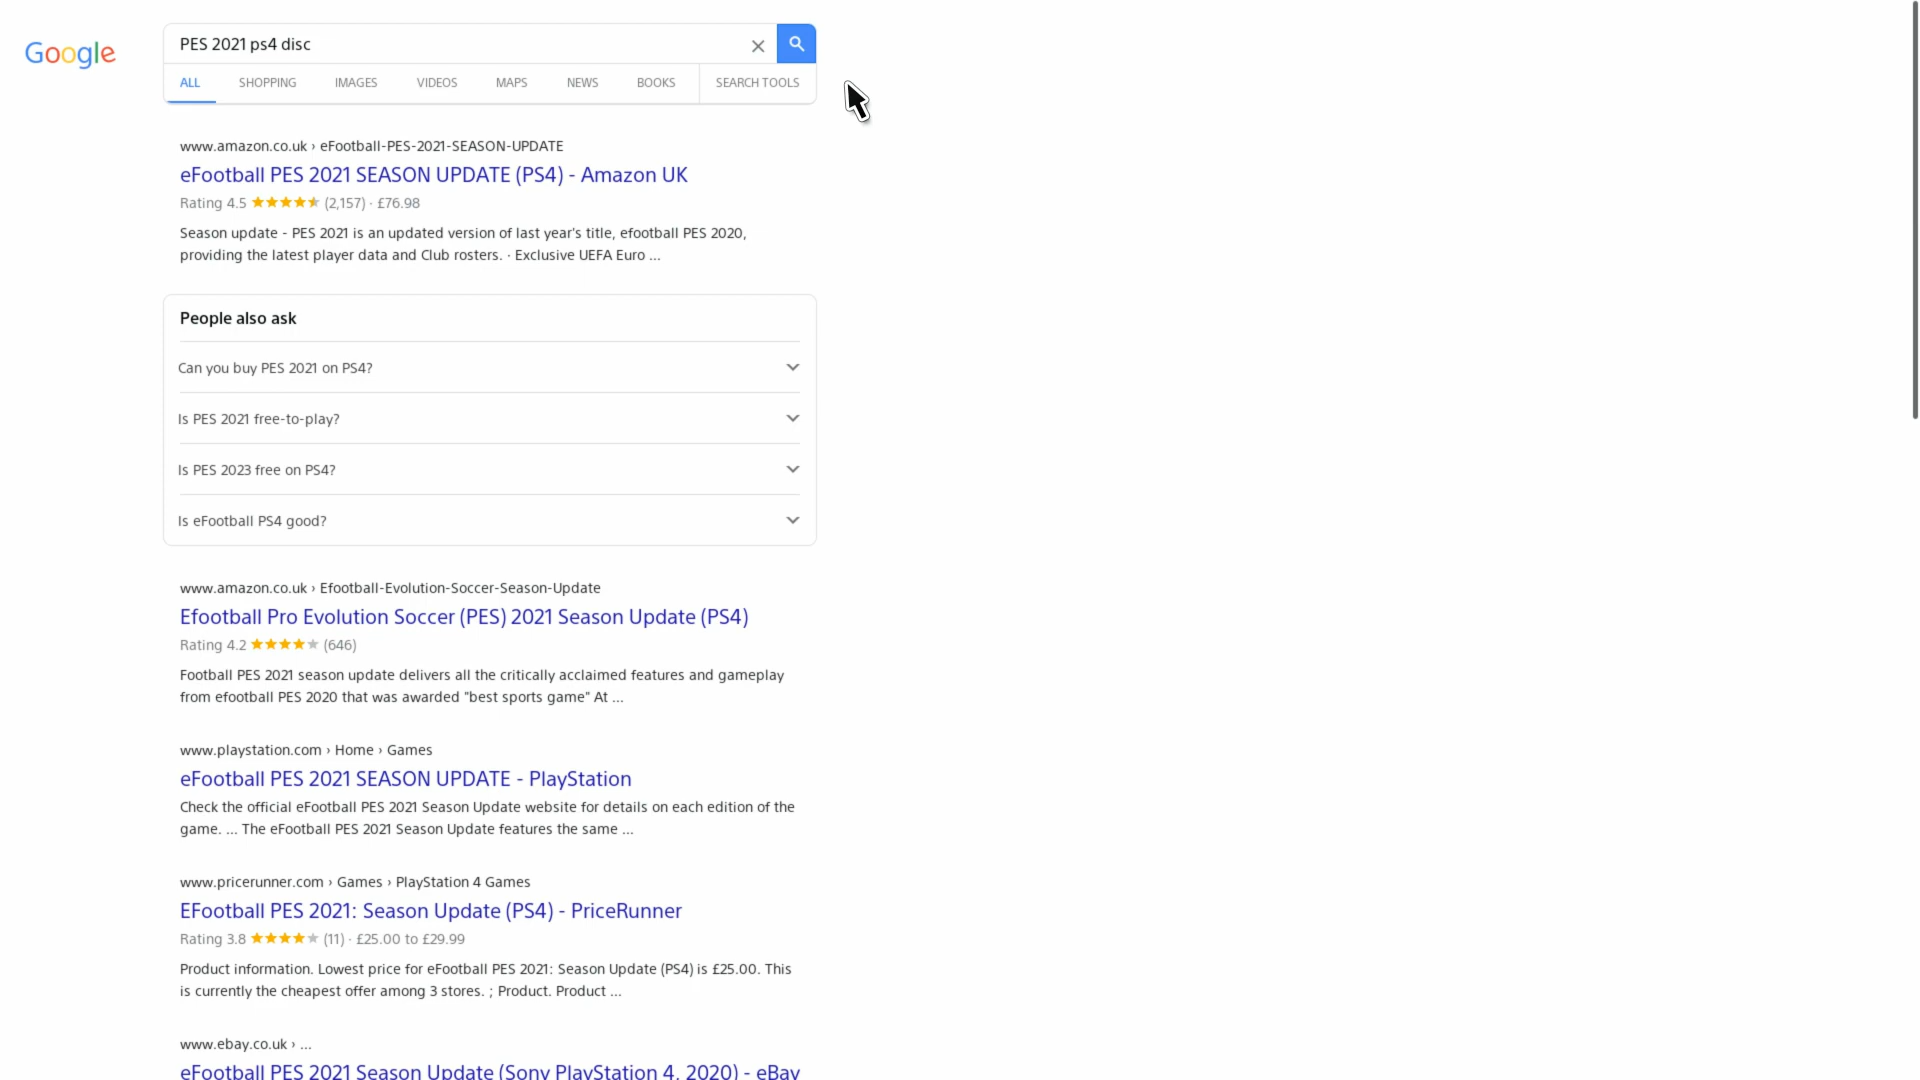 Google
PES 2021 ps4 disc
ALL SHOPPING IMAGES VIDEOS MAPS NEWS BOOKS SEARCH TOOLS
www.amazon.co.uk › eFootball-PES-2021-SEASON-UPDATE
eFootball PES 2021 SEASON UPDATE (PS4) - Amazon UK
Rating 4.5 (2,157) · £76.98
Season update - PES 2021 is an updated version of last year's title, efootball PES 2020,
providing the latest player data and Club rosters. · Exclusive UEFA Euro ...
People also ask
Can you buy PES 2021 on PS4?
Is PES 2021 free-to-play?
Is PES 2023 free on PS4?
Is eFootball PS4 good?
www.amazon.co.uk › Efootball-Evolution-Soccer-Season-Update
Efootball Pro Evolution Soccer (PES) 2021 Season Update (PS4)
Rating 4.2 (646)
Football PES 2021 season update delivers all the critically acclaimed features and gameplay
from efootball PES 2020 that was awarded "best sports game" At ...
www.playstation.com › Home › Games
eFootball PES 2021 SEASON UPDATE - PlayStation
Check the official eFootball PES 2021 Season Update website for details on each edition of the
game. ... The eFootball PES 2021 Season Update features the same ...
www.pricerunner.com › Games › PlayStation 4 Games
EFootball PES 2021: Season Update (PS4) - PriceRunner
Rating 3.8 (11) · £25.00 to £29.99
Product information. Lowest price for eFootball PES 2021: Season Update (PS4) is £25.00. This
is currently the cheapest offer among 3 stores. ; Product. Product ...
www.ebay.co.uk › ...
eFootball PES 2021 Season Update (Sony PlayStation 4, 2020) - eBay